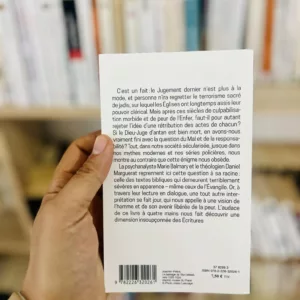 C'est un fait le Jugement dernier n'est plus à la
mode, et personne n'ira regretter le terrorisme sacré
de jadis, sur lequel les Églises ont longtemps assis leur
pouvoir clérical. Mais après ces siècles de culpabilisa-
tion morbide et de peur de l'Enfer, faut-il pour autant
rejeter l'idée d'une rétribution des actes de chacun ?
Si le Dieu-Juge d'antan est bien mort, en avons-nous
vraiment fini avec la question du Mal et de la responsa-
bilité ? Tout, dans notre société sécularisée, jusque dans
nos mythes modernes et nos séries policières, nous
montre au contraire que cette énigme nous obsède.
La psychanalyste Marie Balmary et le théologien Daniel
Marguerat reprennent ici cette question à sa racine :
celle des textes bibliques qui demeurent terriblement
sévères en apparence – même ceux de l'Évangile. Or, à
travers leur lecture en dialogue, une tout autre inter-
prétation se fait jour qui nous appelle à une vision de
l'homme et de son avenir libérée de la peur. L'audace
de ce livre à quatre mains nous fait découvrir une
dimension insoupçonnée des Écritures